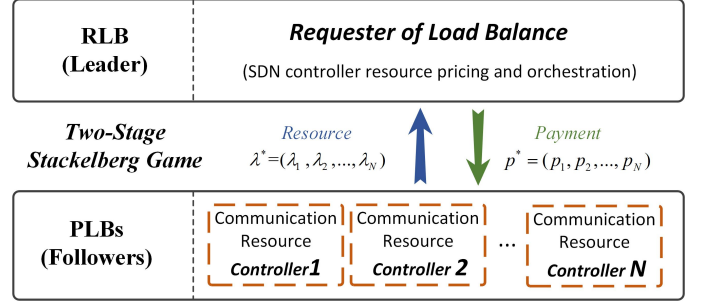 RLB
(Leader)
Requester of Load Balance
(SDN controller resource pricing and orchestration)
Two-Stage
Stackelberg Game
Resource
λ*=(λ1,λ2,...,λN)
Payment
p*=(p1,p2,...,pN)
PLBs
(Followers)
Communication
Resource
Controller1
Communication
Resource
Controller 2
...
Communication
Resource
Controller N